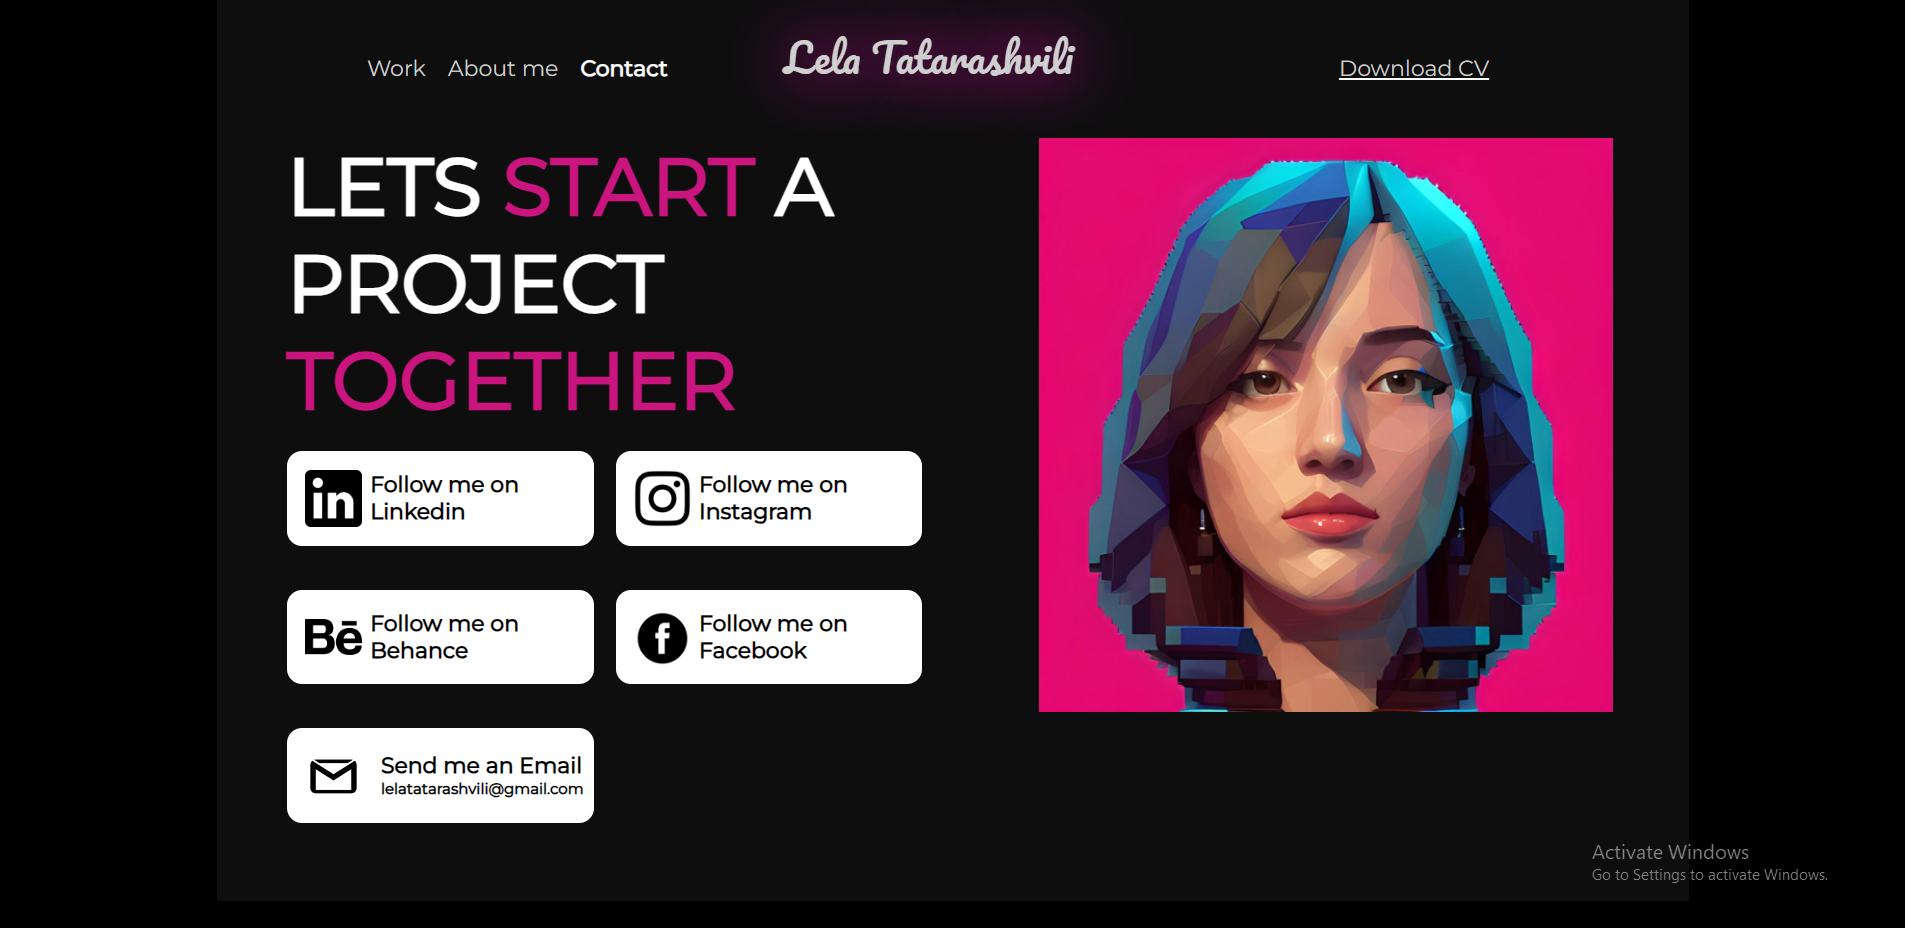 Work About me Contact
Lela Tatarashvili
Download CV
LETS START A
PROJECT
TOGETHER
in Follow me on
Linkedin
Follow me on
Instagram
Bē Follow me on
Behance
f Follow me on
Facebook
Send me an Email
lelatatarashvili@gmail.com
Activate Windows
Go to Settings to activate Windows.